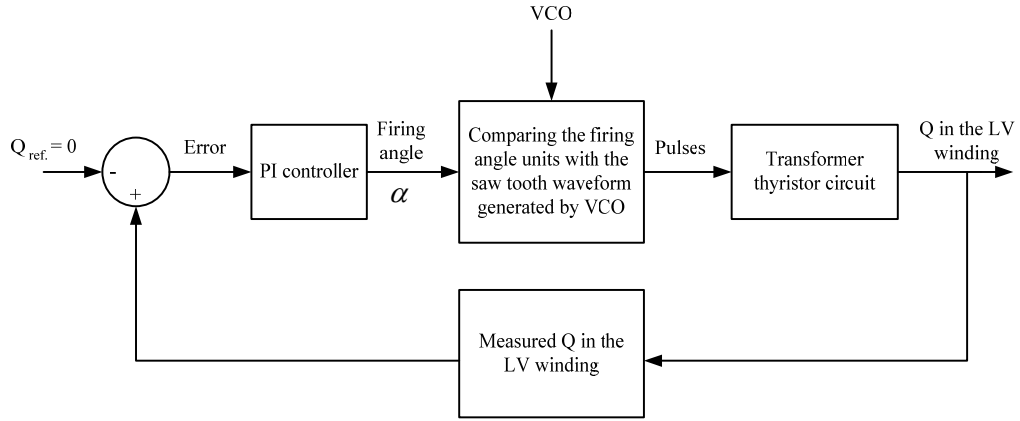 VCO
Q ref. = 0
-
+
Error
PI controller
Firing
angle
α
Comparing the firing
angle units with the
saw tooth waveform
generated by VCO
Pulses
Transformer
thyristor circuit
Q in the LV
winding
Measured Q in the
LV winding